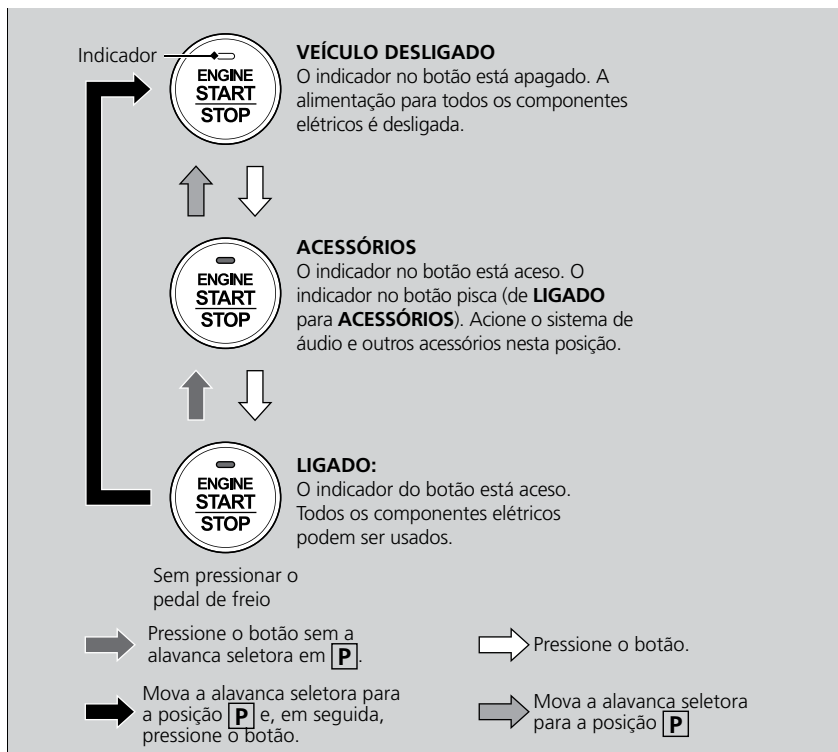 Indicador
ENGINE
START
STOP
VEÍCULO DESLIGADO
O indicador no botão está apagado. A
alimentação para todos os componentes
elétricos é desligada.
ENGINE
START
STOP
ACESSÓRIOS
O indicador no botão está aceso. O
indicador no botão pisca (de LIGADO
para ACESSÓRIOS). Acione o sistema de
áudio e outros acessórios nesta posição.
ENGINE
START
STOP
LIGADO:
O indicador do botão está aceso.
Todos os componentes elétricos
podem ser usados.
Sem pressionar o
pedal de freio
Pressione o botão sem a
alavanca seletora em P.
Pressione o botão.
Mova a alavanca seletora para
a posição P e, em seguida,
pressione o botão.
Mova a alavanca seletora
para a posição P